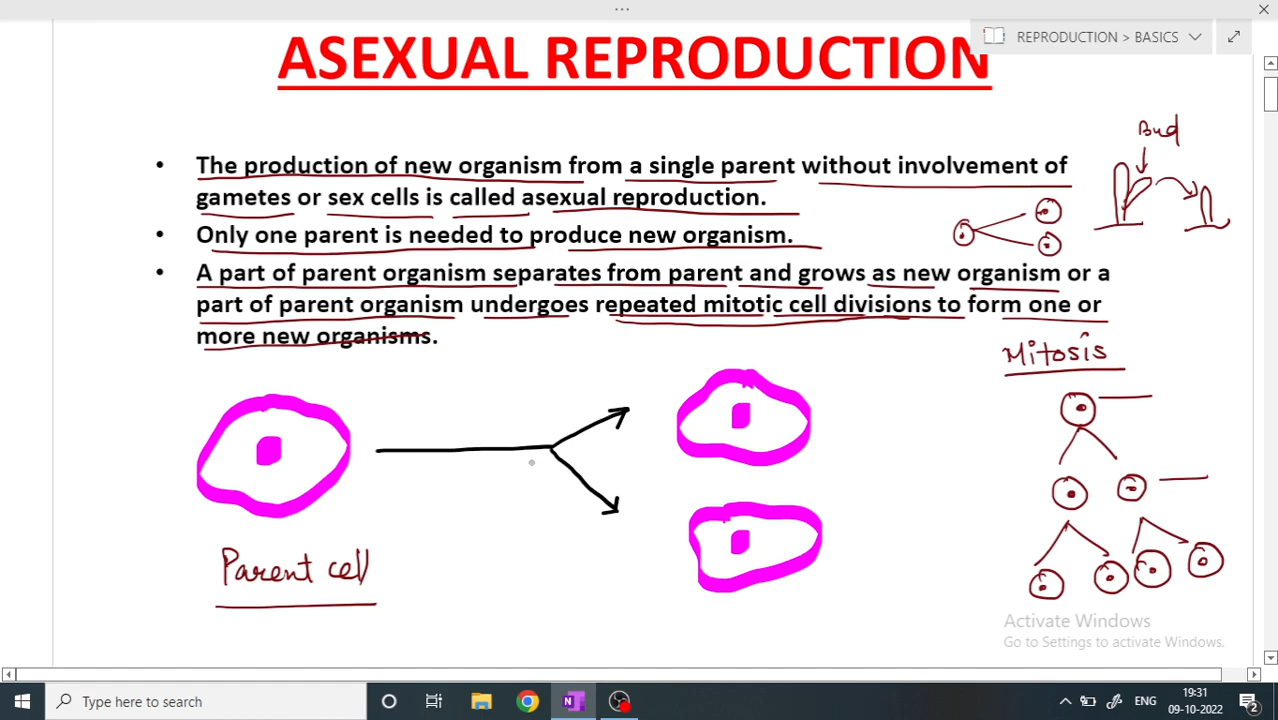 REPRODUCTION > BASICS
ASEXUAL REPRODUCTION
Bud
• The production of new organism from a single parent without involvement of
gametes or sex cells is called asexual reproduction.
• Only one parent is needed to produce new organism.
• A part of parent organism separates from parent and grows as new organism or a
part of parent organism undergoes repeated mitotic cell divisions to form one or
more new organisms.
Mitosis
Parent cell
Activate Windows
Go to Settings to activate Windows.
Type here to search
ENG
19:31
09-10-2022
2